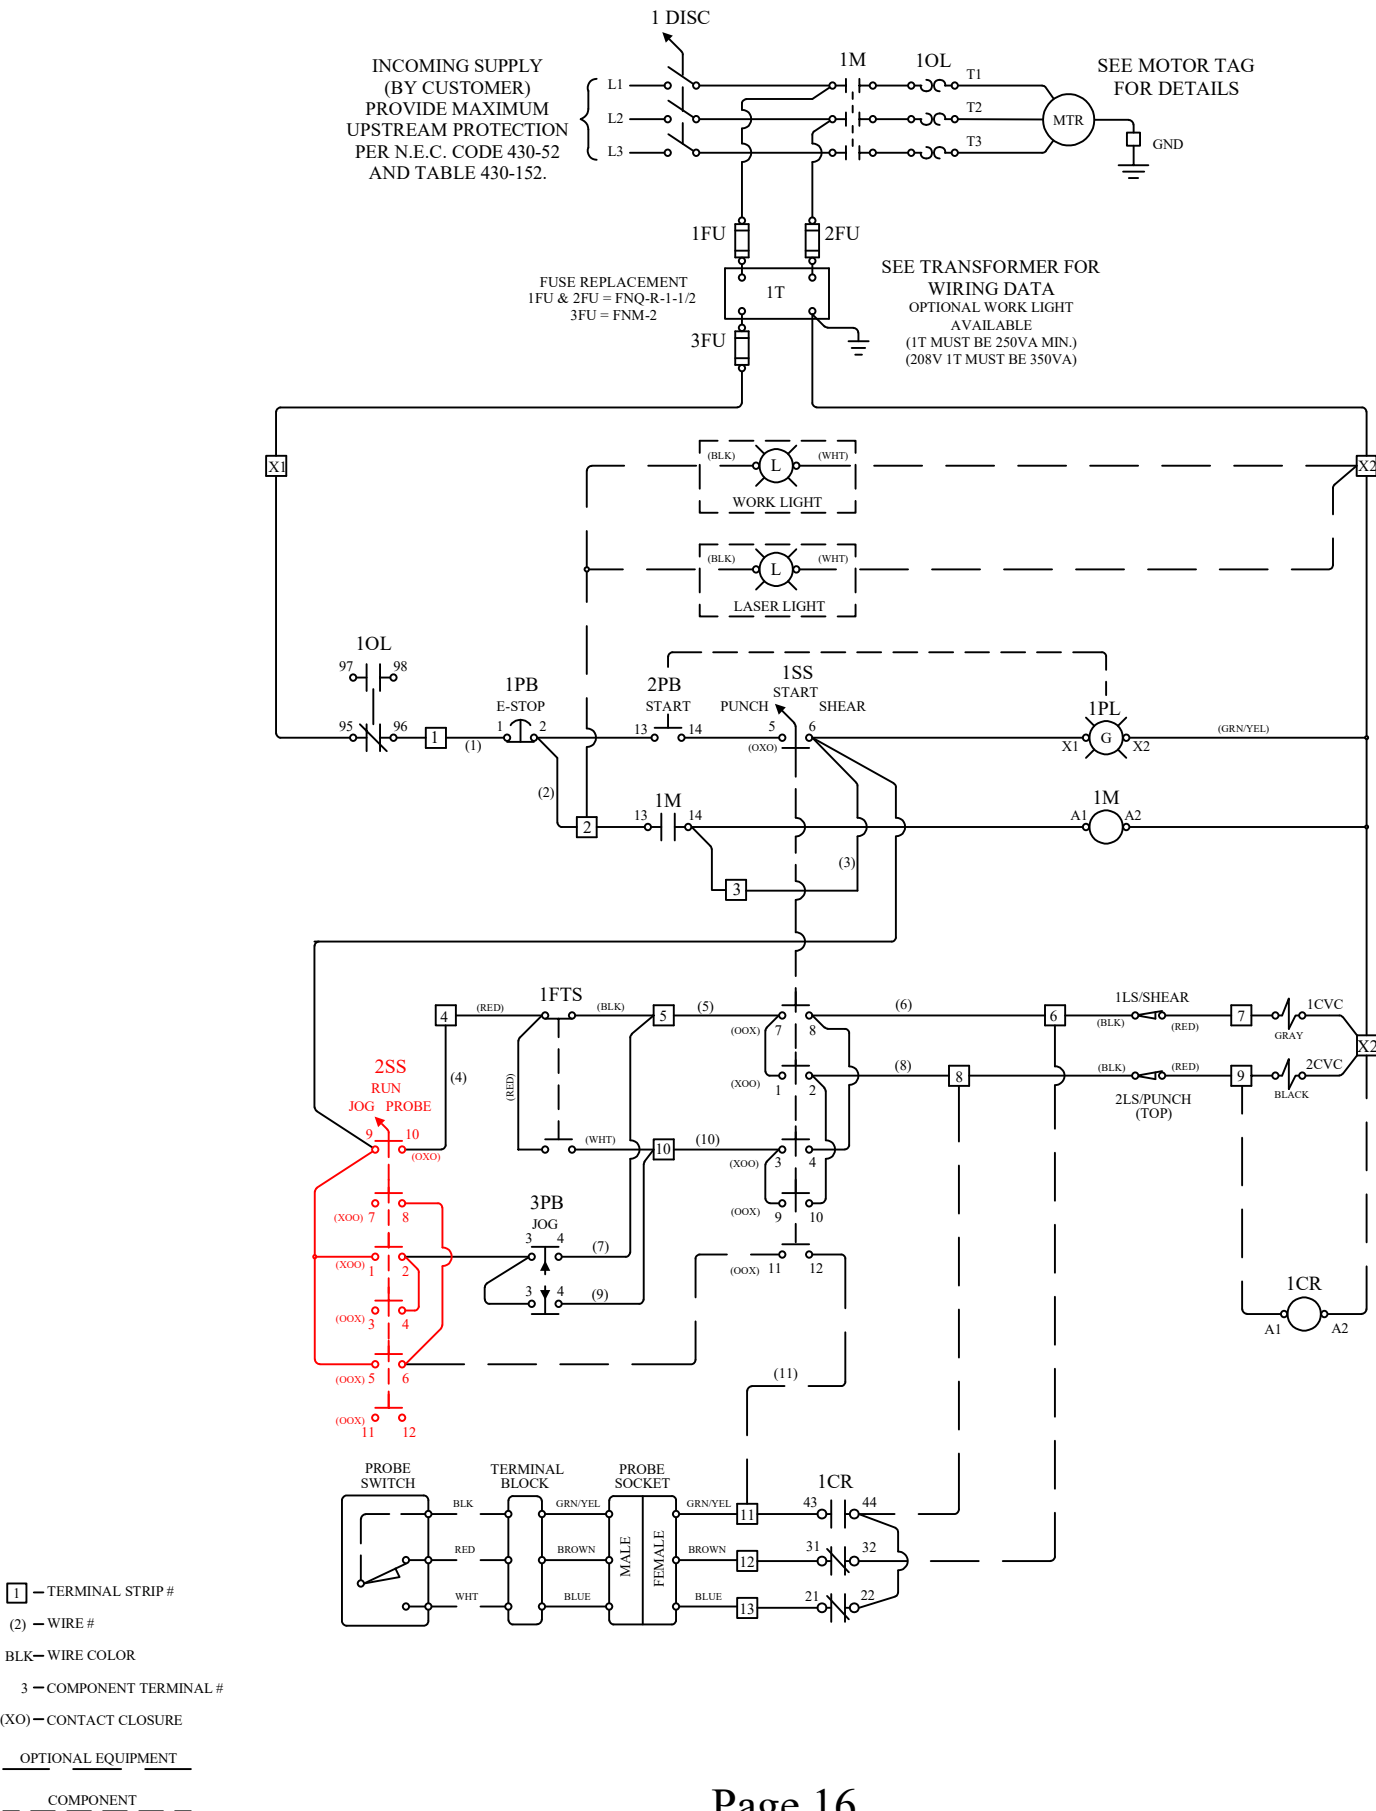 1 DISC
INCOMING SUPPLY
(BY CUSTOMER)
PROVIDE MAXIMUM
UPSTREAM PROTECTION
PER N.E.C. CODE 430-52
AND TABLE 430-152.
L1
L2
L3
1M
1OL
T1
T2
T3
MTR
SEE MOTOR TAG
FOR DETAILS
GND
1FU
2FU
FUSE REPLACEMENT
1FU & 2FU = FNQ-R-1-1/2
3FU = FNM-2
1T
3FU
SEE TRANSFORMER FOR
WIRING DATA
OPTIONAL WORK LIGHT
AVAILABLE
(1T MUST BE 250VA MIN.)
(208V 1T MUST BE 350VA)
X1
(BLK)
L
(WHT)
WORK LIGHT
X2
(BLK)
L
(WHT)
LASER LIGHT
1OL
97
98
95
96
1
(1)
1PB
E-STOP
1
2
(2)
2PB
START
13
14
1SS
START
PUNCH
SHEAR
5
6
(OXO)
1PL
X1
G
X2
(GRN/YEL)
2
1M
13
14
(3)
3
1M
A1
A2
4
(RED)
1FTS
(BLK)
5
(5)
(OOX)
7
8
(6)
6
1LS/SHEAR
(BLK)
(RED)
7
1CVC
GRAY
X2
(4)
(RED)
(XOO)
1
2
(8)
8
(BLK)
(RED)
2LS/PUNCH
(TOP)
9
2CVC
BLACK
2SS
RUN
JOG PROBE
9
10
(OXO)
(WHT)
10
(10)
(XOO)
3
4
(XOO)
7
8
3PB
JOG
3
4
(7)
(OOX)
9
10
(XOO)
1
2
(OOX)
11
12
3
4
(9)
(OOX)
3
4
1CR
A1
A2
(OOX)
5
6
(11)
(OOX)
11
12
PROBE
SWITCH
TERMINAL
BLOCK
PROBE
SOCKET
1CR
BLK
GRN/YEL
GRN/YEL
11
43
44
RED
BROWN
MALE
FEMALE
BROWN
12
31
32
WHT
BLUE
BLUE
13
21
22
1 – TERMINAL STRIP #
(2) – WIRE #
BLK – WIRE COLOR
3 – COMPONENT TERMINAL #
(XO) – CONTACT CLOSURE
OPTIONAL EQUIPMENT
COMPONENT
Page 16